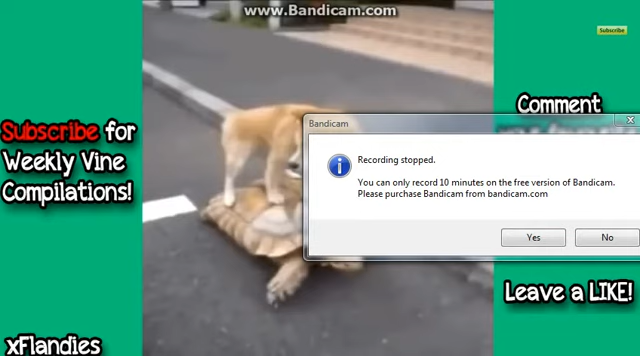 www.Bandicam.com
Subscribe
Subscribe for
Weekly Vine
Compilations!
Comment
Bandicam
Recording stopped.
You can only record 10 minutes on the free version of Bandicam.
Please purchase Bandicam from bandicam.com
Yes
No
Leave a LIKE!
xFlandies